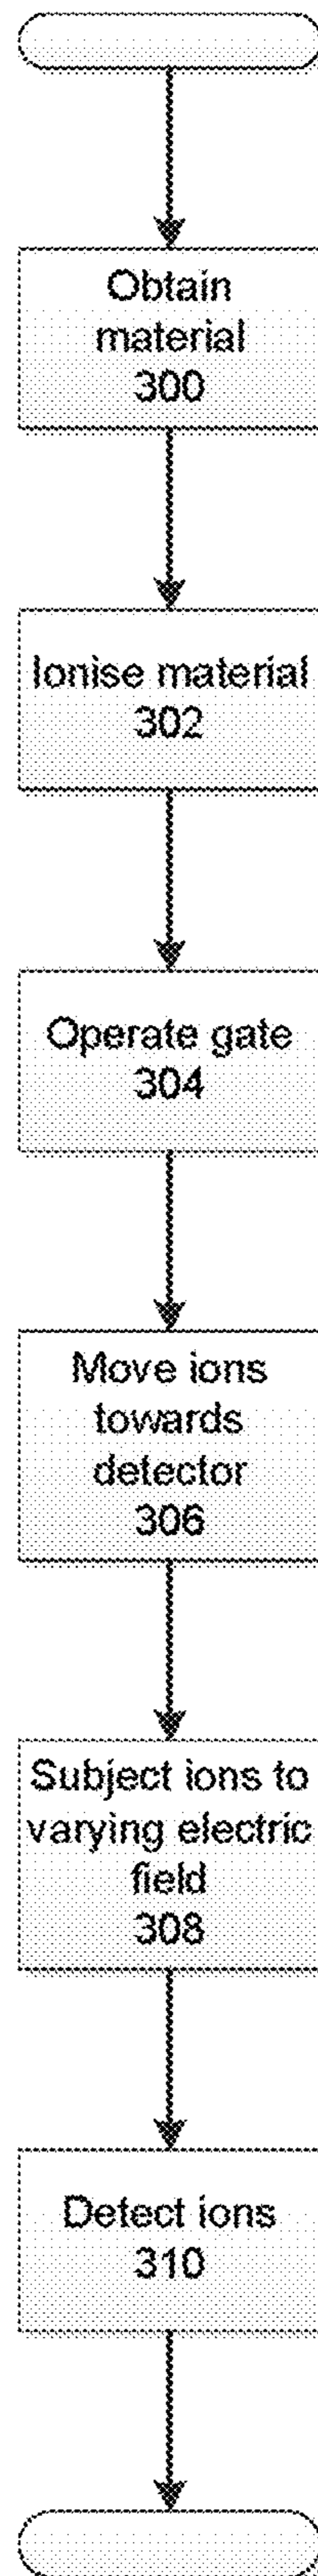 Obtain
material
300
Ionise material
302
Operate gate
304
Move ions
towards
detector
306
Subject ions to
varying electric
field
308
Detect ions
310